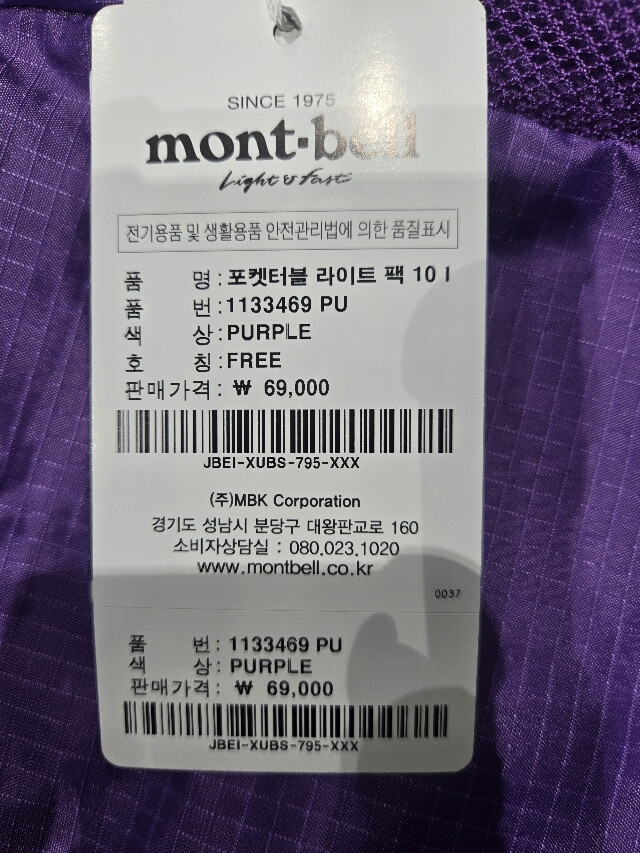 SINCE 1975
mont-bell
Light & Fast
전기용품 및 생활용품 안전관리법에 의한 품질표시
품 명 : 포켓터블 라이트 팩 10 l
품 번 : 1133469 PU
색 상 : PURPLE
호 칭 : FREE
판매가격 : ₩ 69,000
JBEI-XUBS-795-XXX
(주)MBK Corporation
경기도 성남시 분당구 대왕판교로 160
소비자상담실 : 080.023.1020
www.montbell.co.kr
0037
품 번 : 1133469 PU
색 상 : PURPLE
판매가격 : ₩ 69,000
JBEI-XUBS-795-XXX